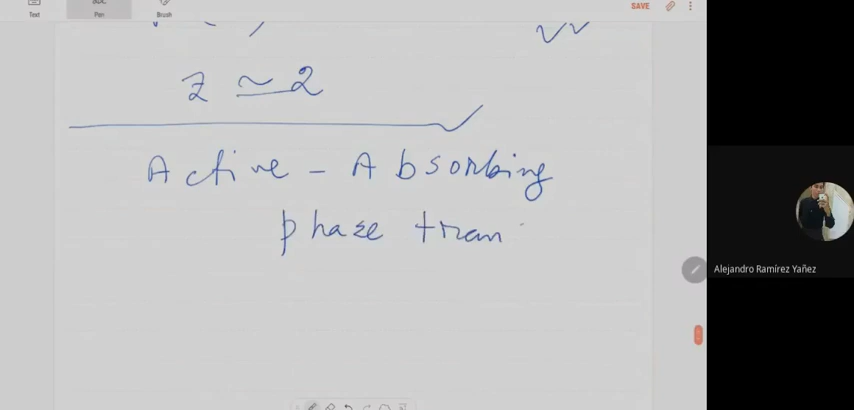 Text
Pen
Brush
SAVE
z ≃ 2
Active - Absorbing
phase tran
Alejandro Ramírez Yañez